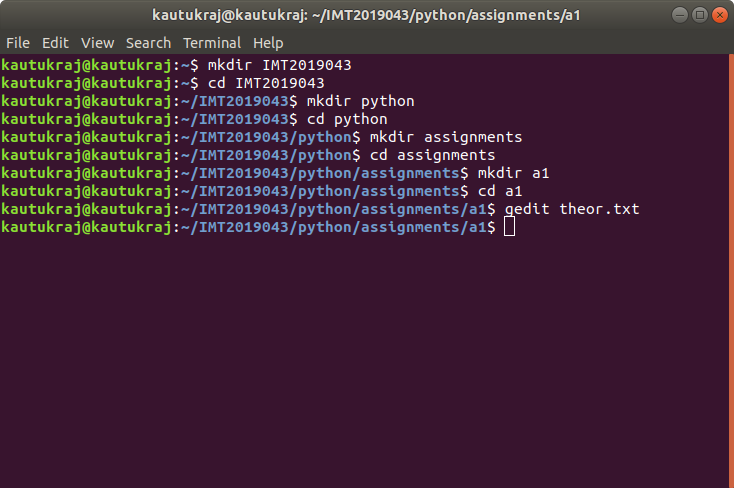 kautukraj@kautukraj: ~/IMT2019043/python/assignments/a1
File Edit View Search Terminal Help
kautukraj@kautukraj:~$ mkdir IMT2019043
kautukraj@kautukraj:~$ cd IMT2019043
kautukraj@kautukraj:~/IMT2019043$ mkdir python
kautukraj@kautukraj:~/IMT2019043$ cd python
kautukraj@kautukraj:~/IMT2019043/python$ mkdir assignments
kautukraj@kautukraj:~/IMT2019043/python$ cd assignments
kautukraj@kautukraj:~/IMT2019043/python/assignments$ mkdir a1
kautukraj@kautukraj:~/IMT2019043/python/assignments$ cd a1
kautukraj@kautukraj:~/IMT2019043/python/assignments/a1$ gedit theor.txt
kautukraj@kautukraj:~/IMT2019043/python/assignments/a1$